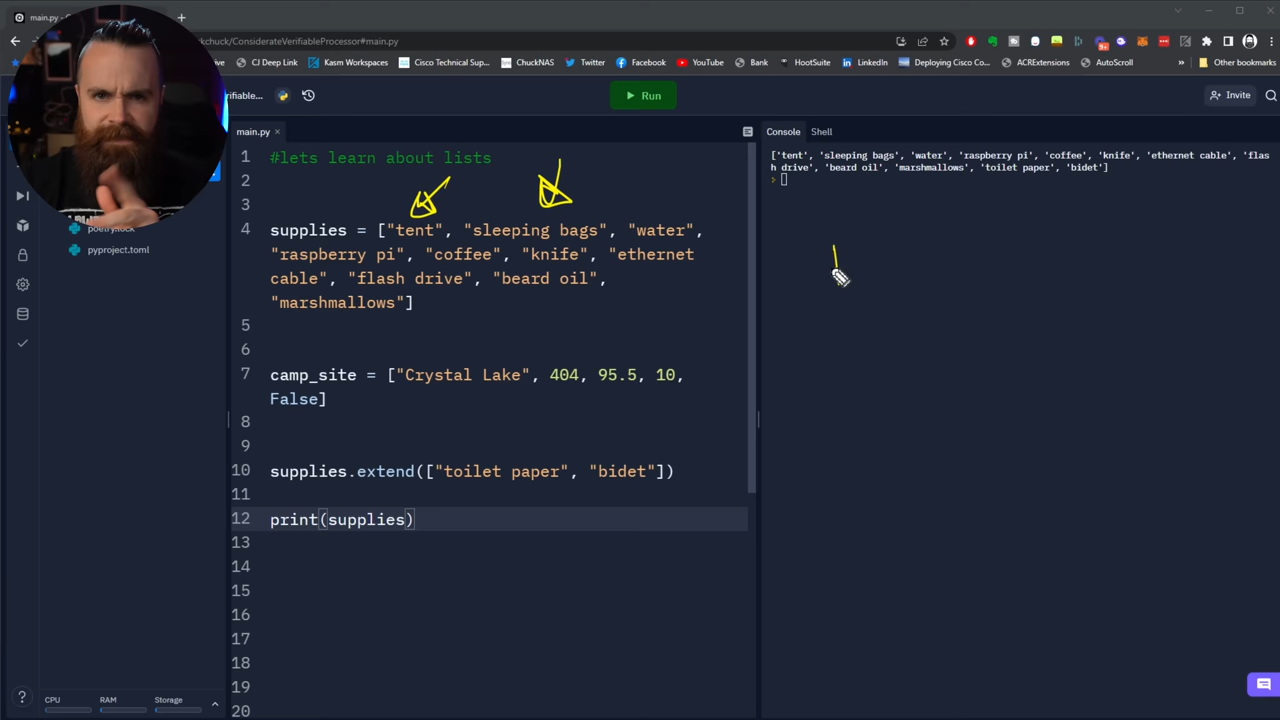 main.py
ckchuck/ConsiderateVerifiableProcessor#main.py
CJ Deep Link
Kasm Workspaces
Cisco Technical Sup...
ChuckNAS
Twitter
Facebook
YouTube
Bank
HootSuite
LinkedIn
Deploying Cisco Co...
ACRExtensions
AutoScroll
»
Other bookmarks
rifiable...
Run
Invite
main.py ×
Console
Shell
1 #lets learn about lists
2
3
4 supplies = ["tent", "sleeping bags", "water",
"raspberry pi", "coffee", "knife", "ethernet
cable", "flash drive", "beard oil",
"marshmallows"]
5
6
7 camp_site = ["Crystal Lake", 404, 95.5, 10,
False]
8
9
10 supplies.extend(["toilet paper", "bidet"])
11
12 print(supplies)
13
14
15
16
17
18
19
20
['tent', 'sleeping bags', 'water', 'raspberry pi', 'coffee', 'knife', 'ethernet cable', 'flas
h drive', 'beard oil', 'marshmallows', 'toilet paper', 'bidet']
>
poetry.lock
pyproject.toml
CPU
RAM
Storage
?